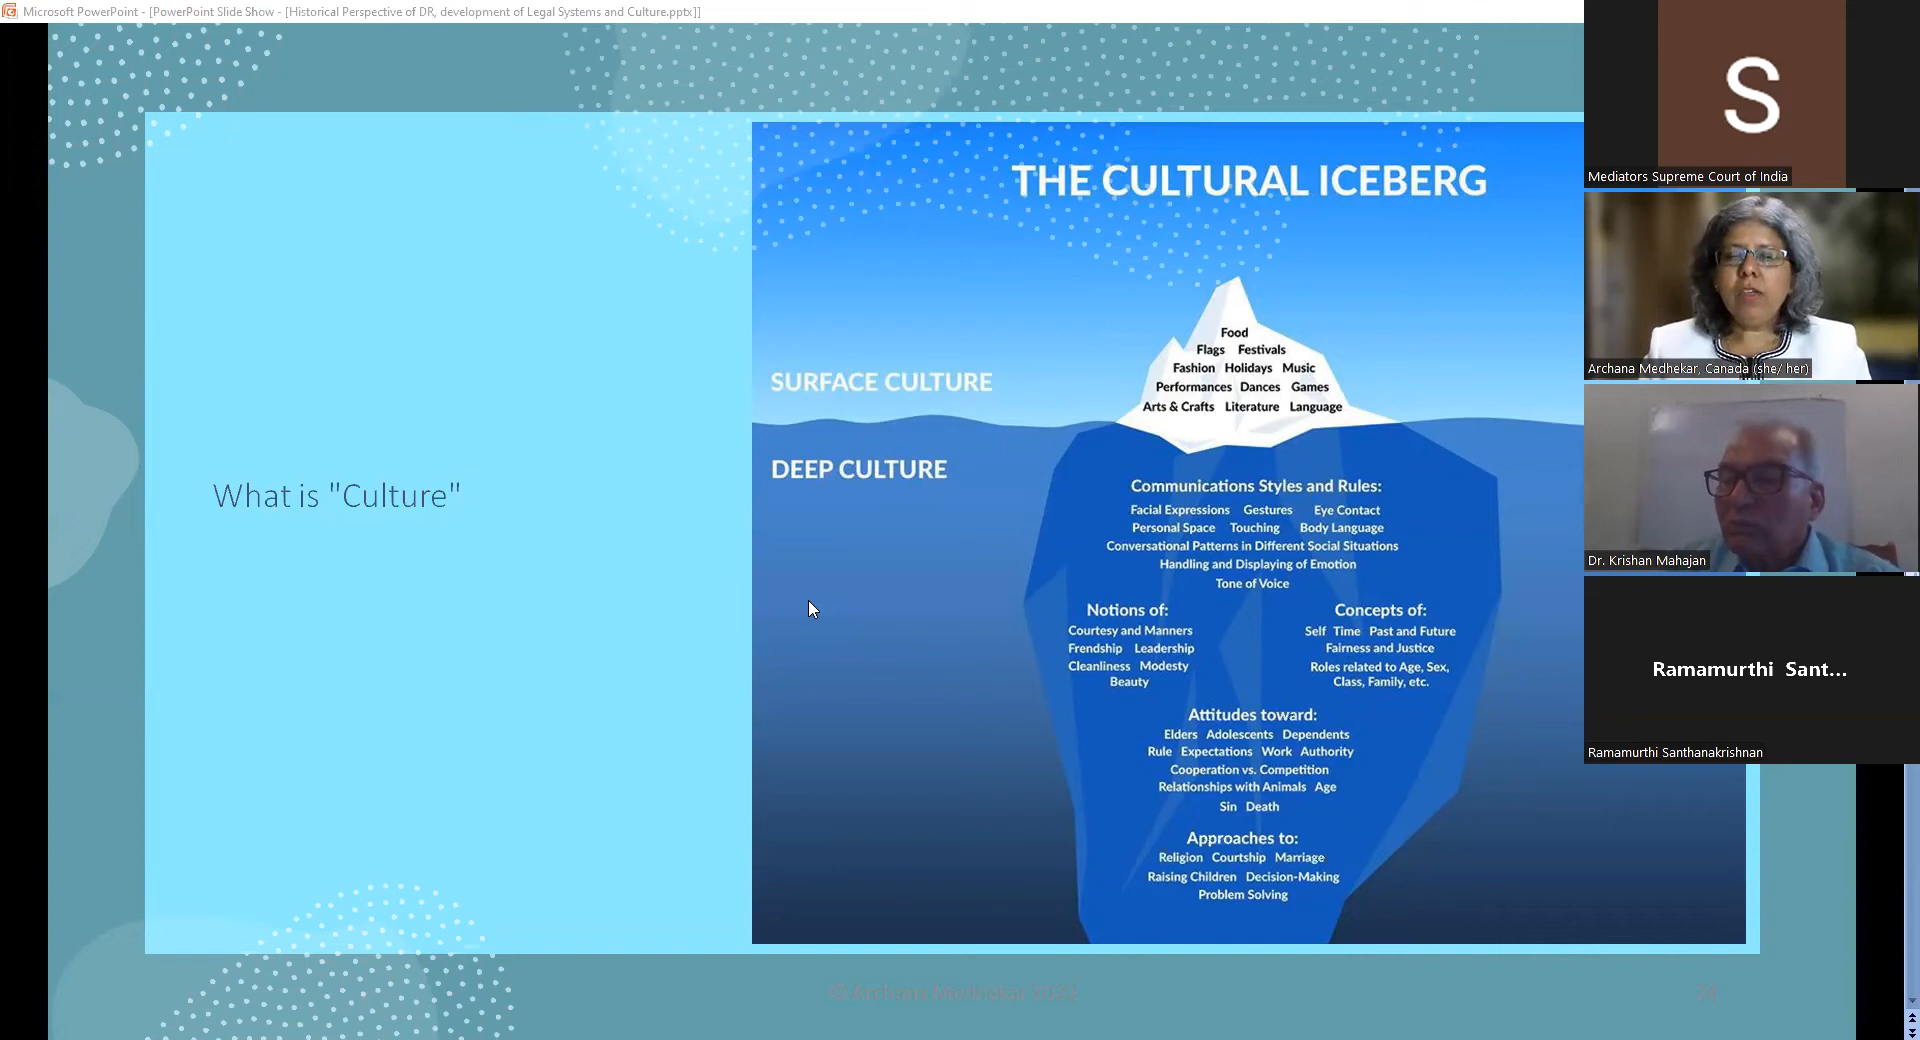 Microsoft PowerPoint - [PowerPoint Slide Show - [Historical Perspective of DR, development of Legal Systems and Culture.pptx]]
What is "Culture"
THE CULTURAL ICEBERG
SURFACE CULTURE
Food
Flags Festivals
Fashion Holidays Music
Performances Dances Games
Arts & Crafts Literature Language
DEEP CULTURE
Communications Styles and Rules:
Facial Expressions Gestures Eye Contact
Personal Space Touching Body Language
Conversational Patterns in Different Social Situations
Handling and Displaying of Emotion
Tone of Voice
Notions of:
Courtesy and Manners
Frendship Leadership
Cleanliness Modesty
Beauty
Concepts of:
Self Time Past and Future
Fairness and Justice
Roles related to Age, Sex,
Class, Family, etc.
Attitudes toward:
Elders Adolescents Dependents
Rule Expectations Work Authority
Cooperation vs. Competition
Relationships with Animals Age
Sin Death
Approaches to:
Religion Courtship Marriage
Raising Children Decision-Making
Problem Solving
© Archana Medhekar 2022
S
Mediators Supreme Court of India
Archana Medhekar, Canada (she/ her)
Dr. Krishan Mahajan
Ramamurthi Sant...
Ramamurthi Santhanakrishnan